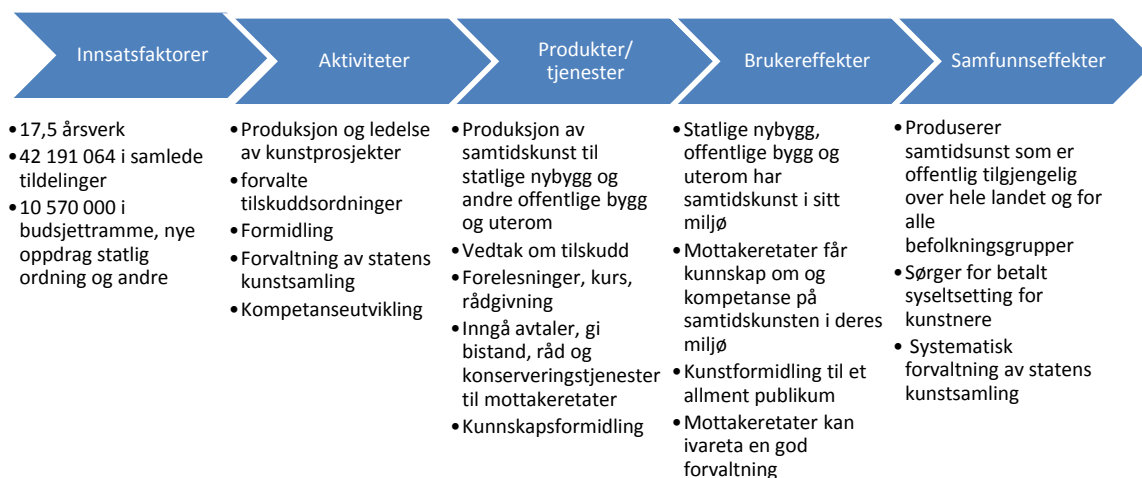 Innsatsfaktorer
Aktiviteter
Produkter/
tjenester
Brukereffekter
Samfunnseffekter
•17,5 årsverk
•42 191 064 i samlede
tildelinger
•10 570 000 i
budsjettramme, nye
oppdrag statlig
ordning og andre
•Produksjon og ledelse
av kunstprosjekter
•forvalte
tilskuddsordninger
•Formidling
•Forvaltning av statens
kunstsamling
•Kompetanseutvikling
•Produksjon av
samtidskunst til
statlige nybygg og
andre offentlige bygg
og uterom
•Vedtak om tilskudd
•Forelesninger, kurs,
rådgivning
•Inngå avtaler, gi
bistand, råd og
konserveringstjenester
til mottakeretater
•Kunnskapsformidling
•Statlige nybygg,
offentlige bygg og
uterom har
samtidskunst i sitt
miljø
•Mottakeretater får
kunnskap om og
kompetanse på
samtidskunsten i deres
miljø
•Kunstformidling til et
allment publikum
•Mottakeretater kan
ivareta en god
forvaltning
•Produserer
samtidsunst som er
offentlig tilgjengelig
over hele landet og for
alle
befolkningsgrupper
•Sørger for betalt
syseltsetting for
kunstnere
• Systematisk
forvaltning av statens
kunstsamling